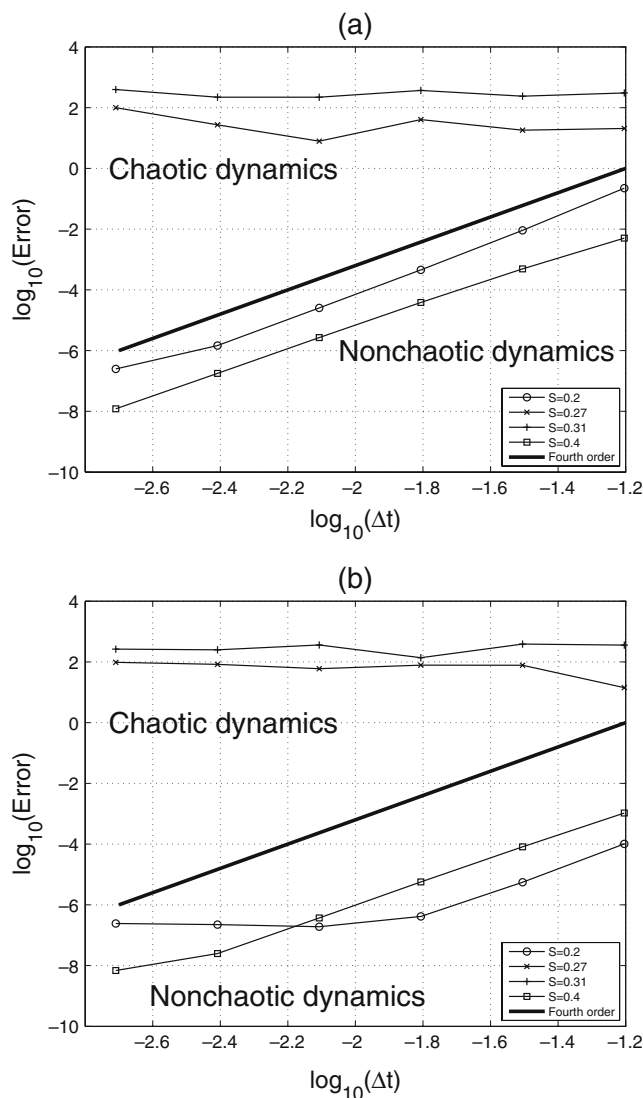 (a)
4
2
0
−2
−4
−6
−8
−10
log10(Error)
Chaotic dynamics
Nonchaotic dynamics
S=0.2
S=0.27
S=0.31
S=0.4
Fourth order
−2.6 −2.4 −2.2 −2 −1.8 −1.6 −1.4 −1.2
log10(Δt)
(b)
4
2
0
−2
−4
−6
−8
−10
log10(Error)
Chaotic dynamics
Nonchaotic dynamics
S=0.2
S=0.27
S=0.31
S=0.4
Fourth order
−2.6 −2.4 −2.2 −2 −1.8 −1.6 −1.4 −1.2
log10(Δt)